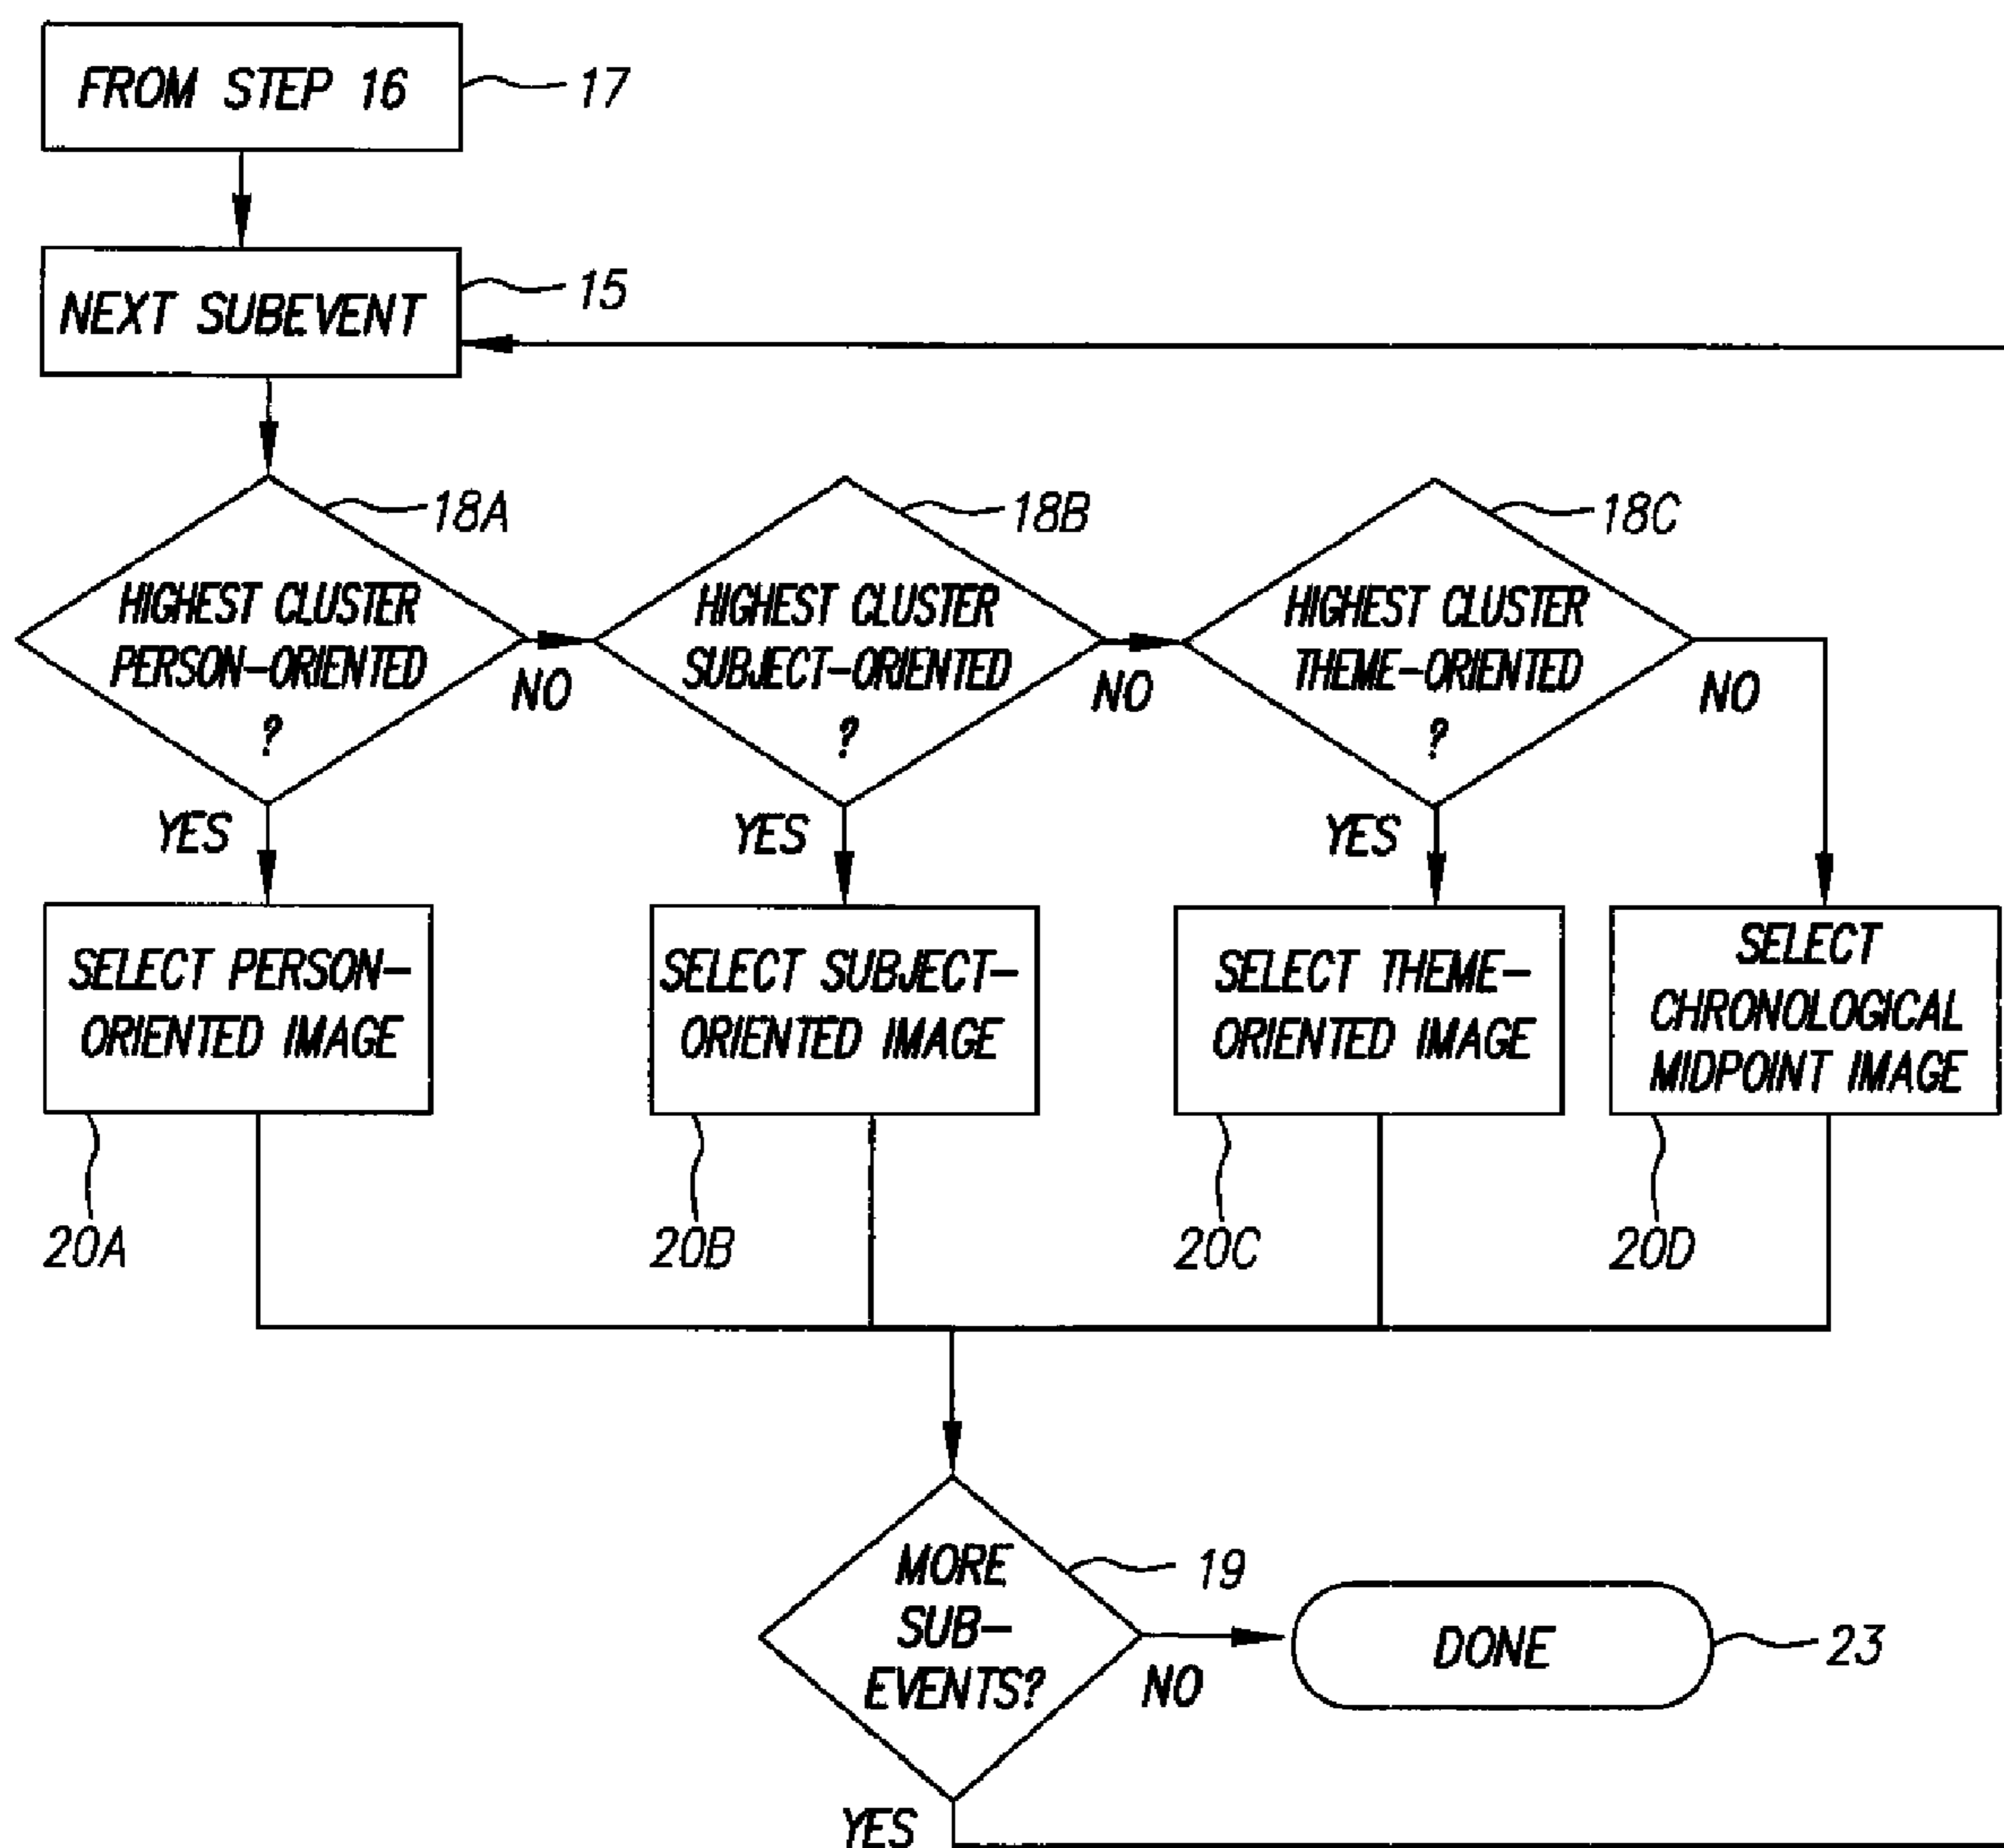 FROM STEP 16
17
NEXT SUBEVENT
15
18A
HIGHEST CLUSTER
PERSON-ORIENTED
?
NO
YES
18B
HIGHEST CLUSTER
SUBJECT-ORIENTED
?
NO
YES
18C
HIGHEST CLUSTER
THEME-ORIENTED
?
NO
YES
SELECT PERSON-
ORIENTED IMAGE
20A
SELECT SUBJECT-
ORIENTED IMAGE
20B
SELECT THEME-
ORIENTED IMAGE
20C
SELECT
CHRONOLOGICAL
MIDPOINT IMAGE
20D
MORE
SUB-
EVENTS?
19
NO
DONE
23
YES